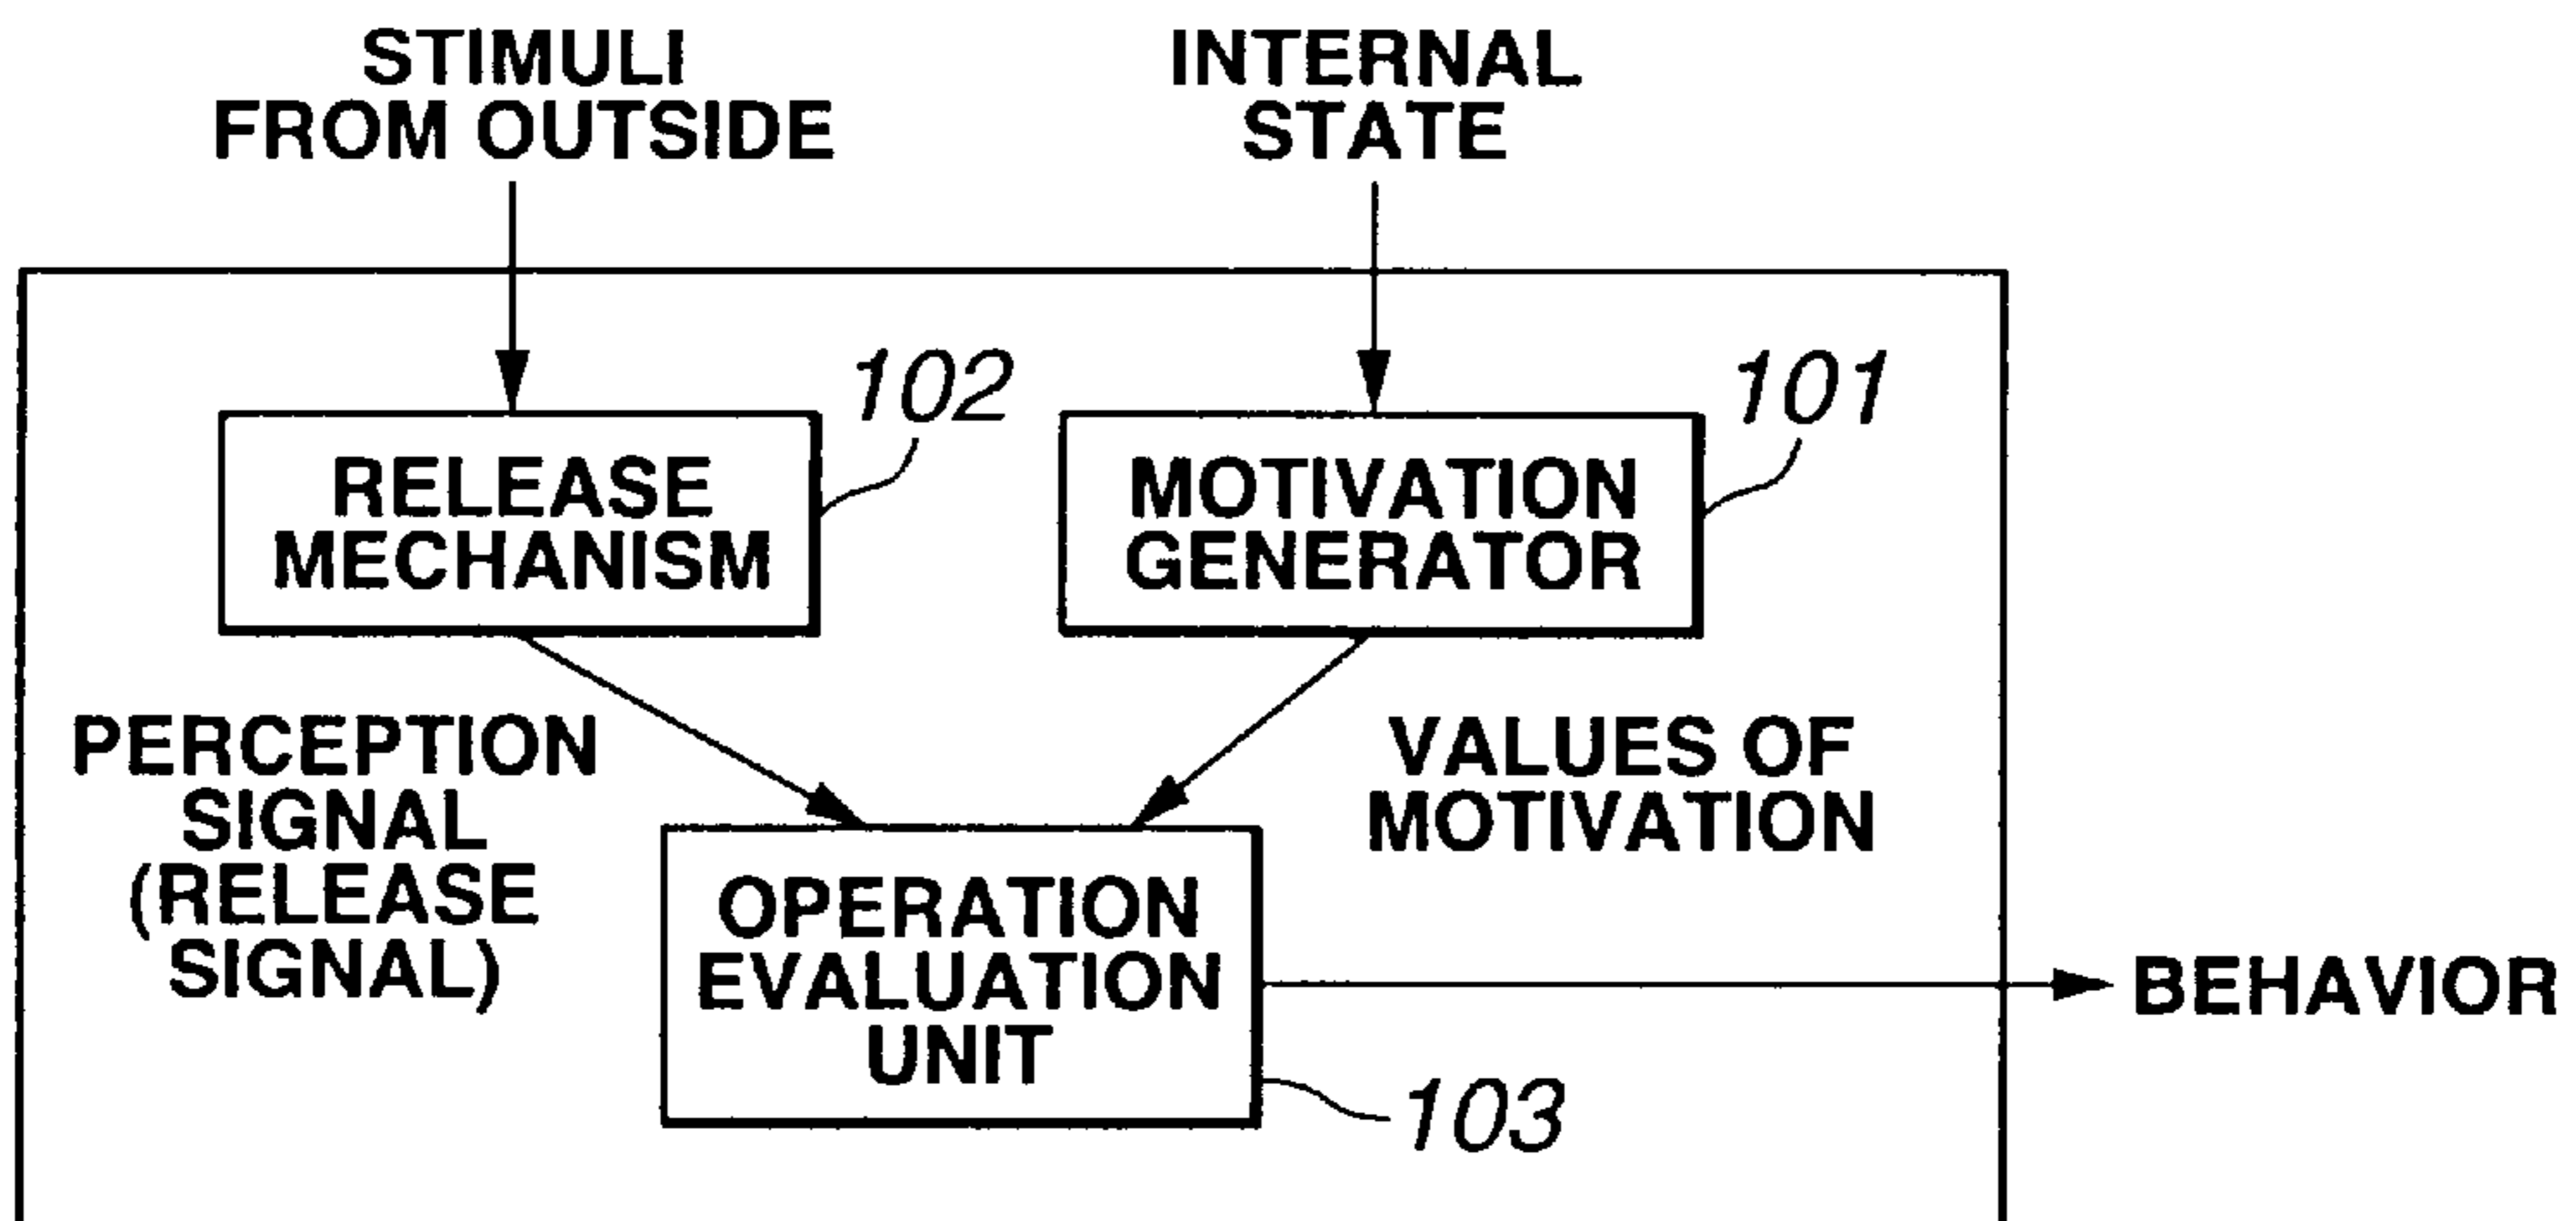 STIMULI
FROM OUTSIDE
INTERNAL
STATE
102
101
RELEASE
MECHANISM
MOTIVATION
GENERATOR
PERCEPTION
SIGNAL
(RELEASE
SIGNAL)
VALUES OF
MOTIVATION
OPERATION
EVALUATION
UNIT
BEHAVIOR
103